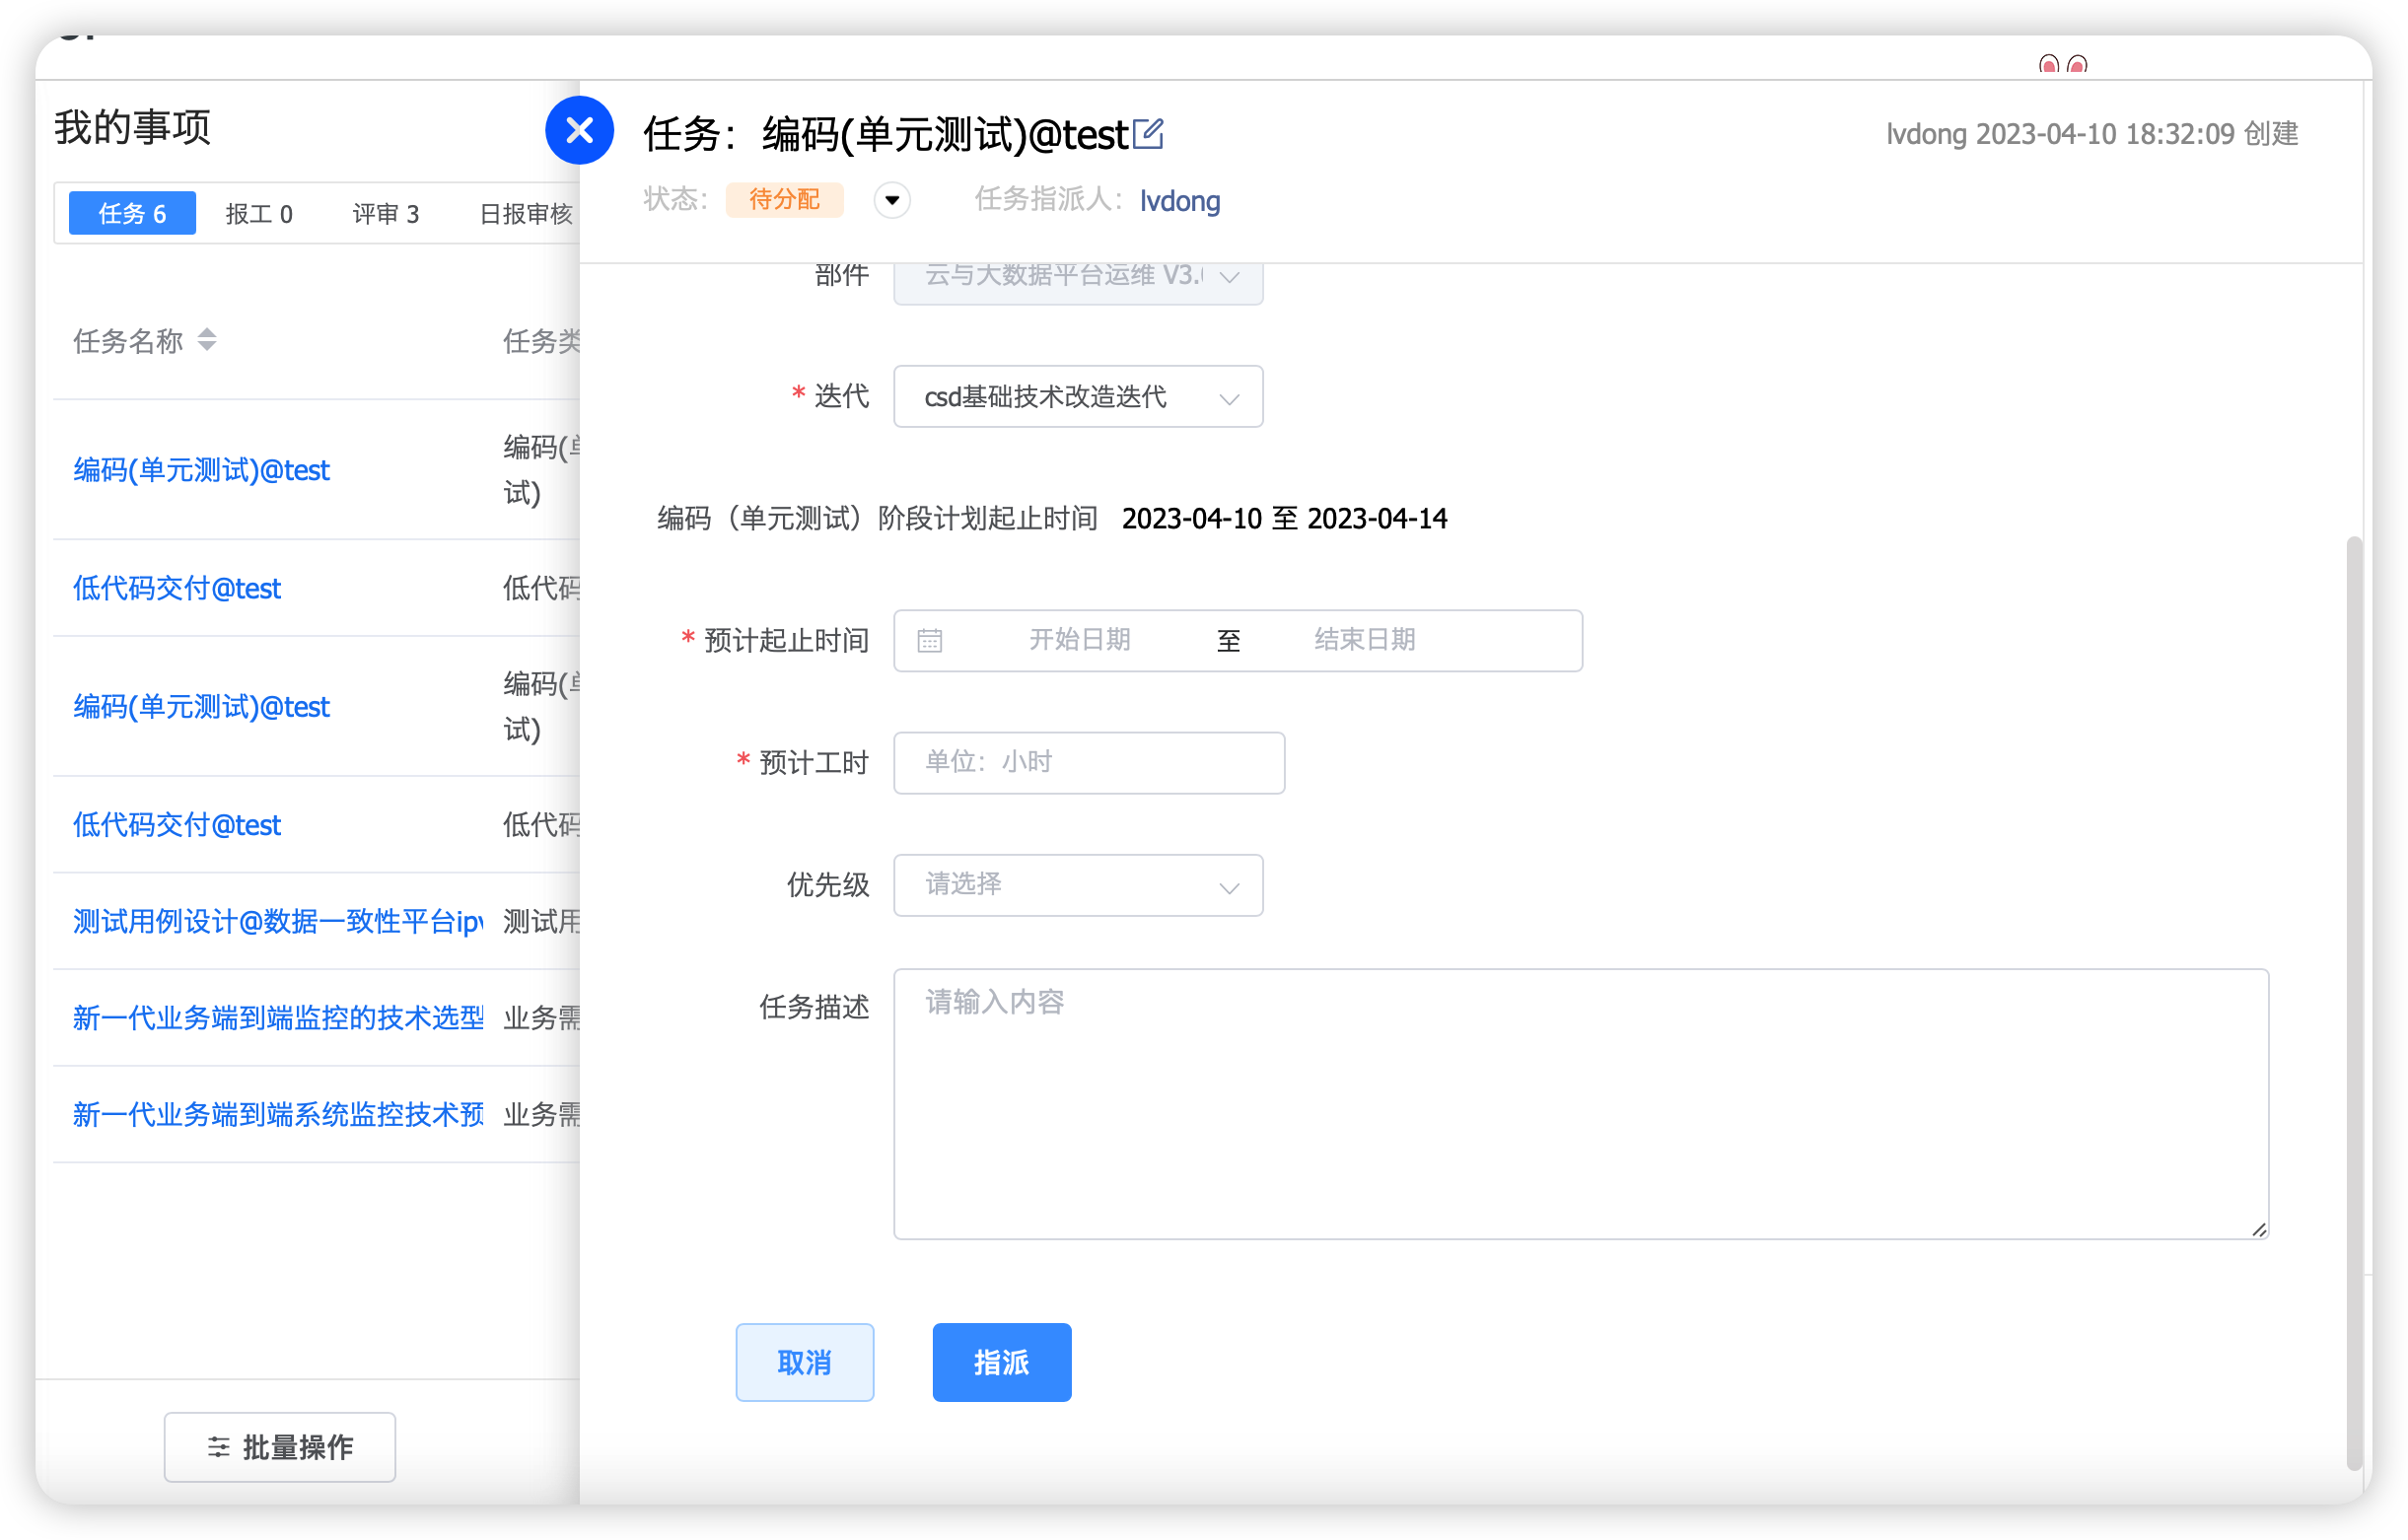 我的事项
任务 6 报工 0 评审 3 日报审核
任务名称 任务类
编码(单元测试)@test 编码(单
试)
低代码交付@test 低代码
编码(单元测试)@test 编码(单
试)
低代码交付@test 低代码
测试用例设计@数据一致性平台ipv 测试用
新一代业务端到端监控的技术选型 业务需
新一代业务端到端系统监控技术预 业务需
批量操作
任务：编码(单元测试)@test
lvdong 2023-04-10 18:32:09 创建
状态： 待分配 任务指派人： lvdong
部件 云与大数据平台运维 V3.
* 迭代 csd基础技术改造迭代
编码（单元测试）阶段计划起止时间 2023-04-10 至 2023-04-14
* 预计起止时间 开始日期 至 结束日期
* 预计工时 单位：小时
优先级 请选择
任务描述 请输入内容
取消 指派